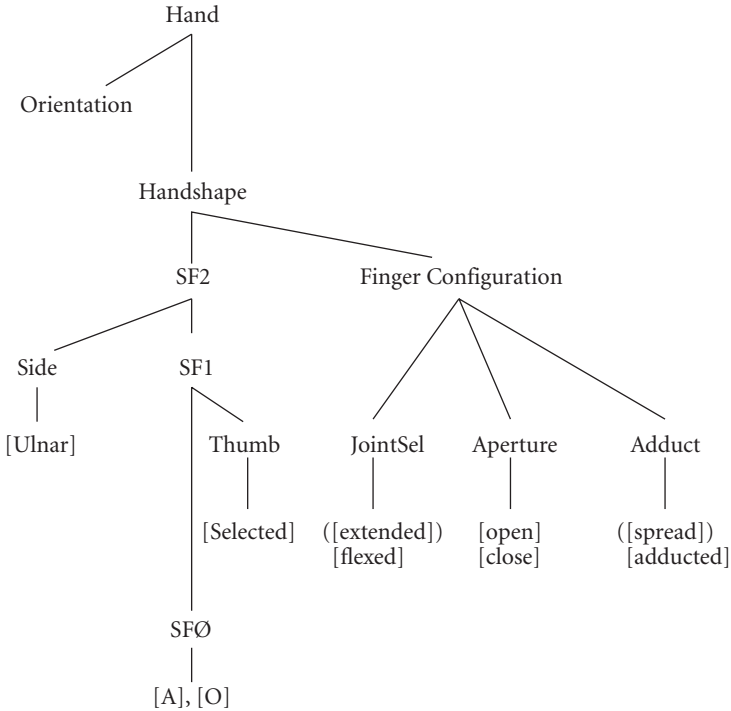 Hand
Orientation
Handshape
SF2 Finger Configuration
Side SF1
[Ulnar] Thumb JointSel Aperture Adduct
[Selected] ([extended]) [open] ([spread])
[flexed] [close] [adducted]
SFØ
[A], [O]